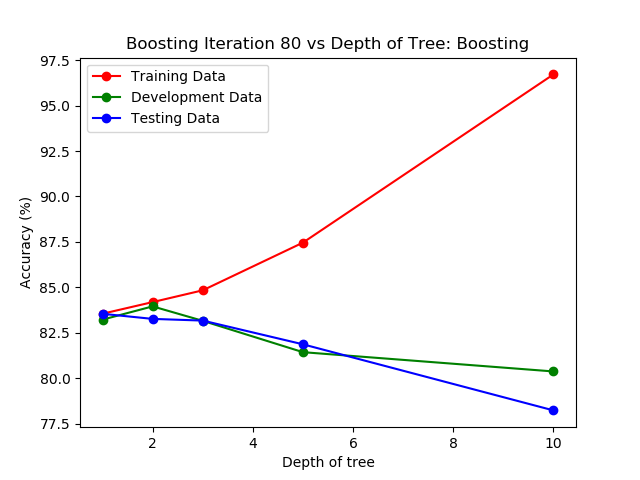 Boosting Iteration 80 vs Depth of Tree: Boosting
97.5
95.0
92.5
90.0
87.5
85.0
82.5
80.0
77.5
Accuracy (%)
Training Data
Development Data
Testing Data
2
4
6
8
10
Depth of tree